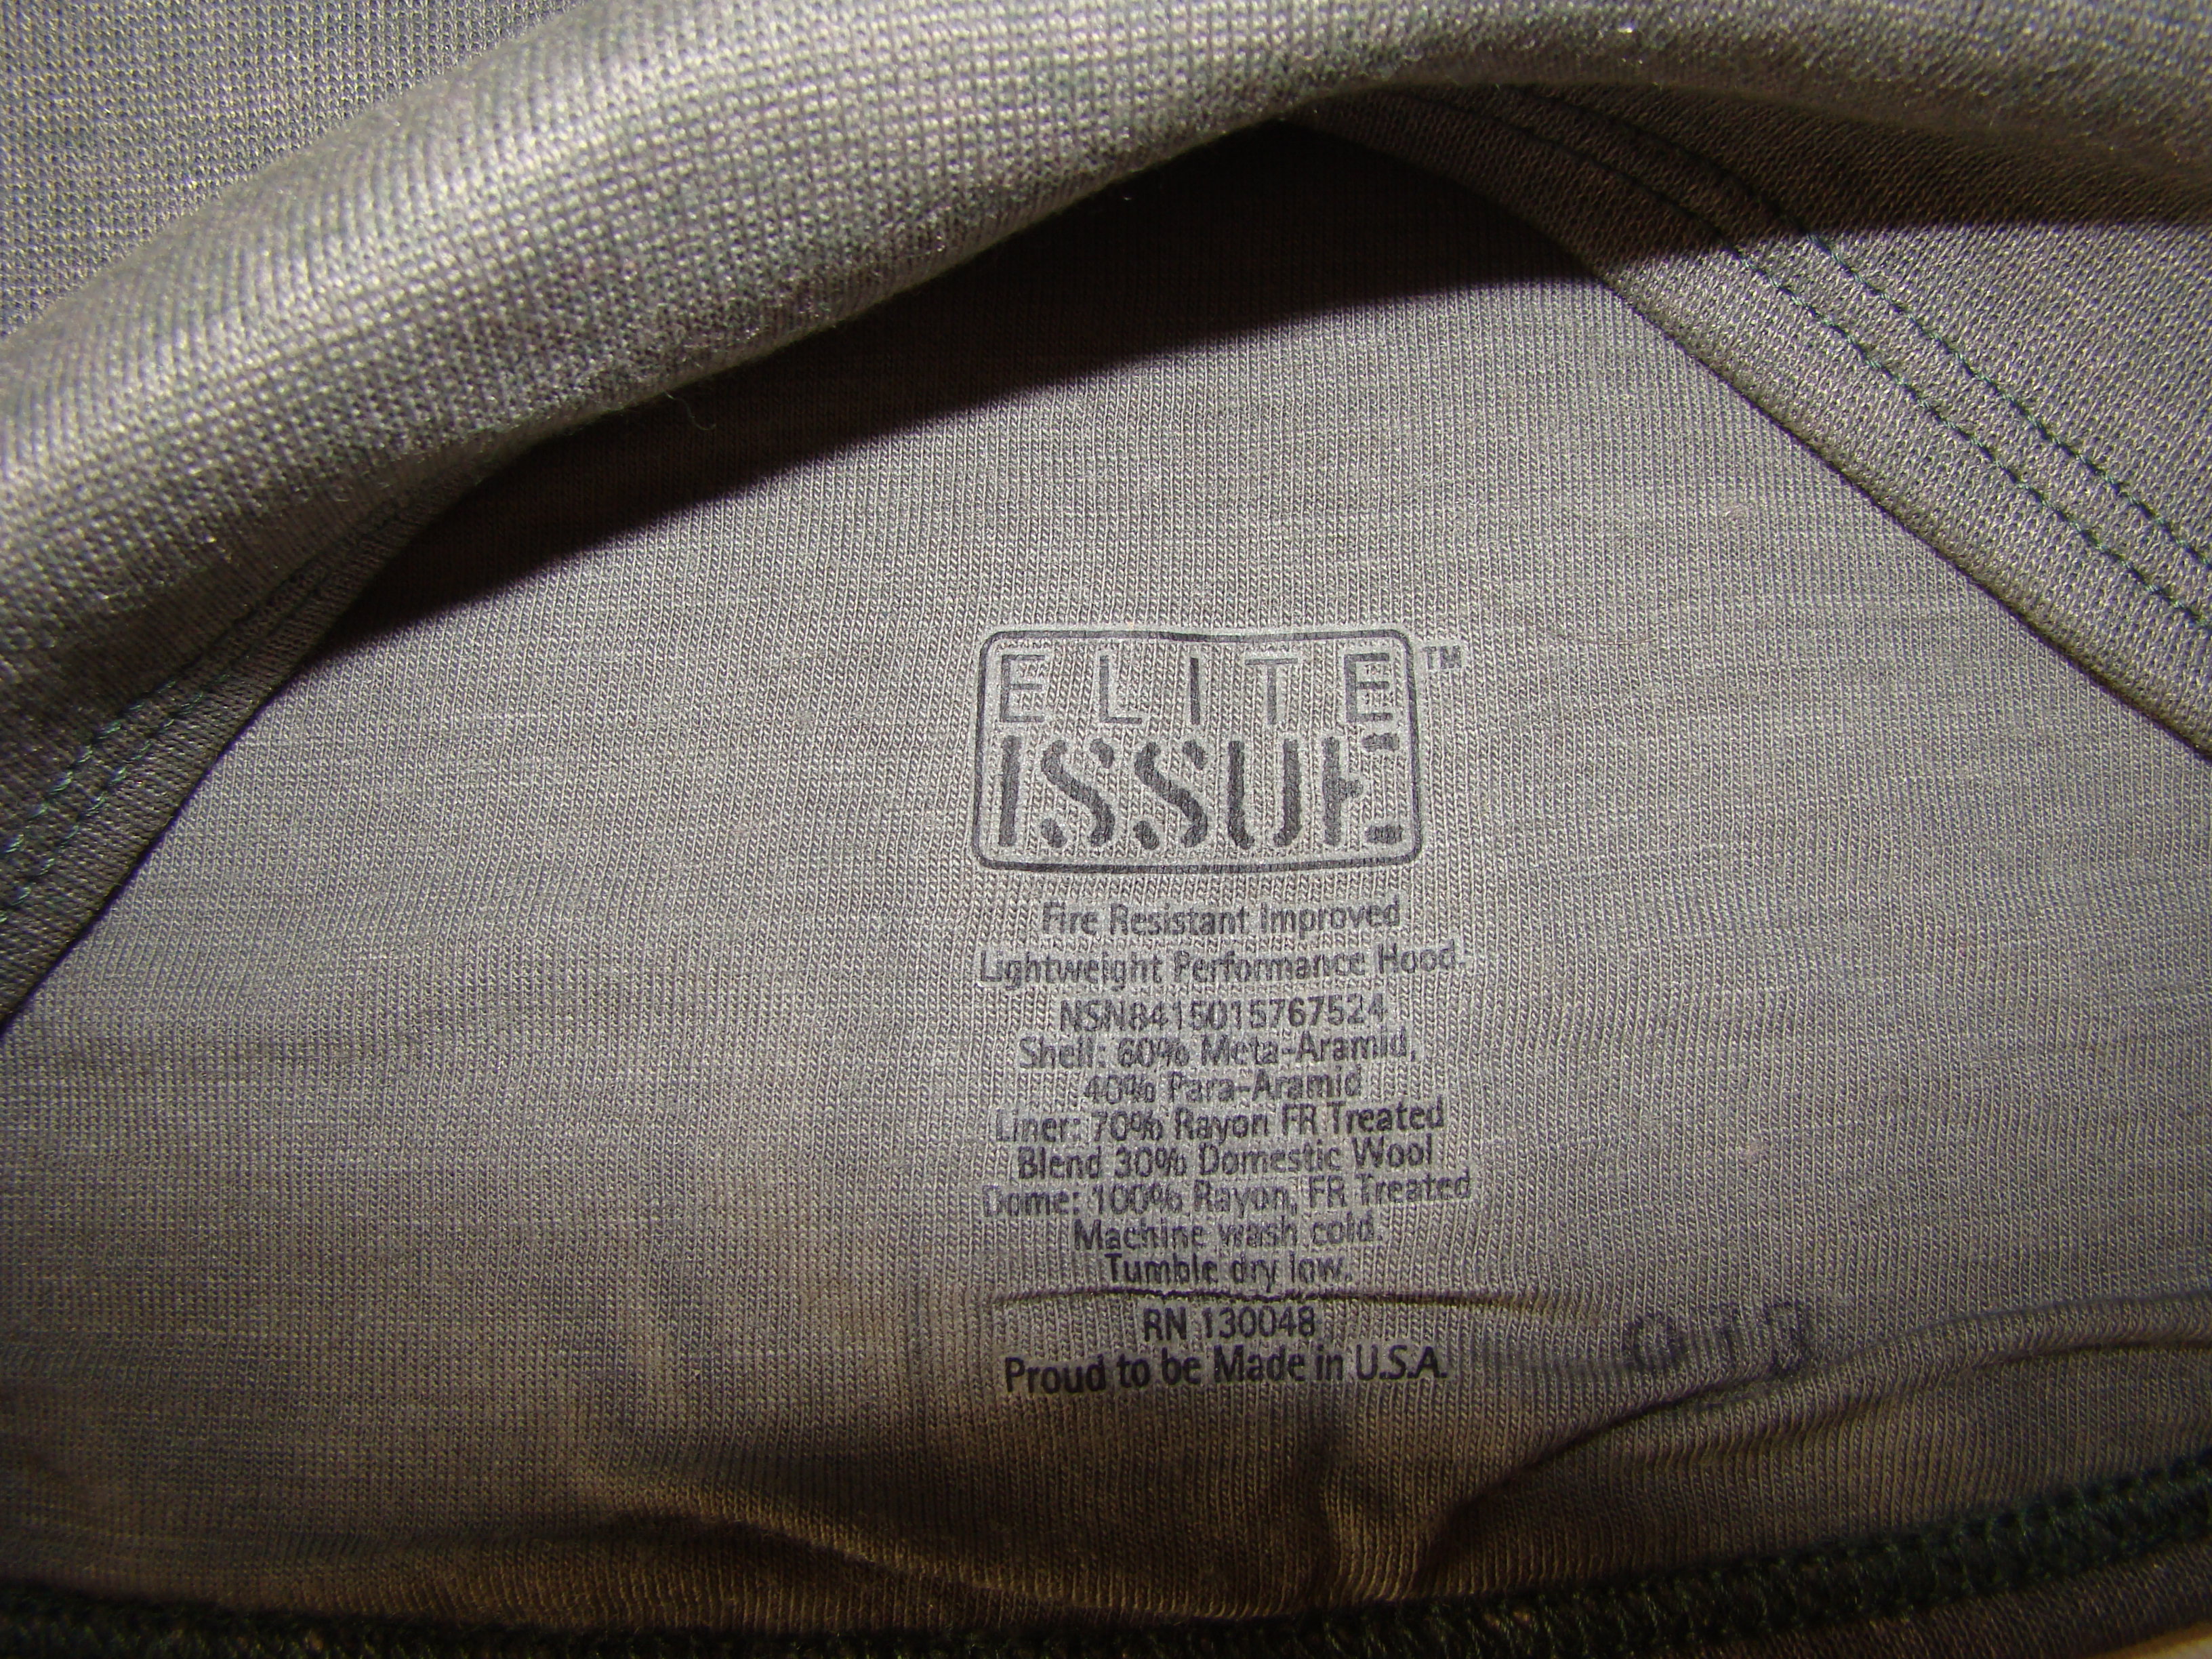 ELITE TM
ISSUE
Fire Resistant Improved
Lightweight Performance Hood.
NSN8415015767524
Shell: 60% Meta-Aramid,
40% Para-Aramid
Liner: 70% Rayon FR Treated
Blend 30% Domestic Wool
Dome: 100% Rayon, FR Treated
Machine wash cold.
Tumble dry low.
RN 130048
Proud to be Made in U.S.A.